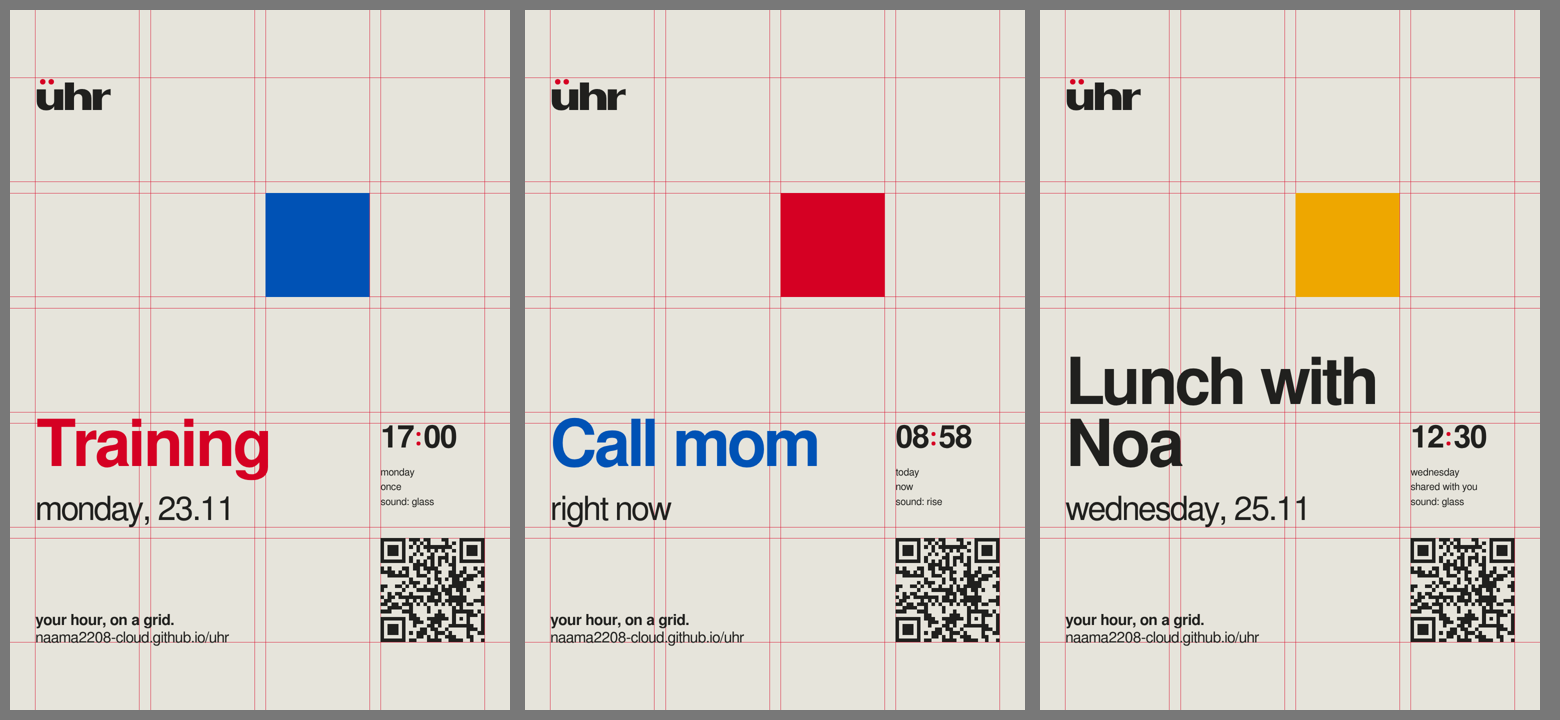 ühr
Training
monday, 23.11
17:00
monday
once
sound: glass
your hour, on a grid.
naama2208-cloud.github.io/uhr
ühr
Call mom
right now
08:58
today
now
sound: rise
your hour, on a grid.
naama2208-cloud.github.io/uhr
ühr
Lunch with
Noa
wednesday, 25.11
12:30
wednesday
shared with you
sound: glass
your hour, on a grid.
naama2208-cloud.github.io/uhr